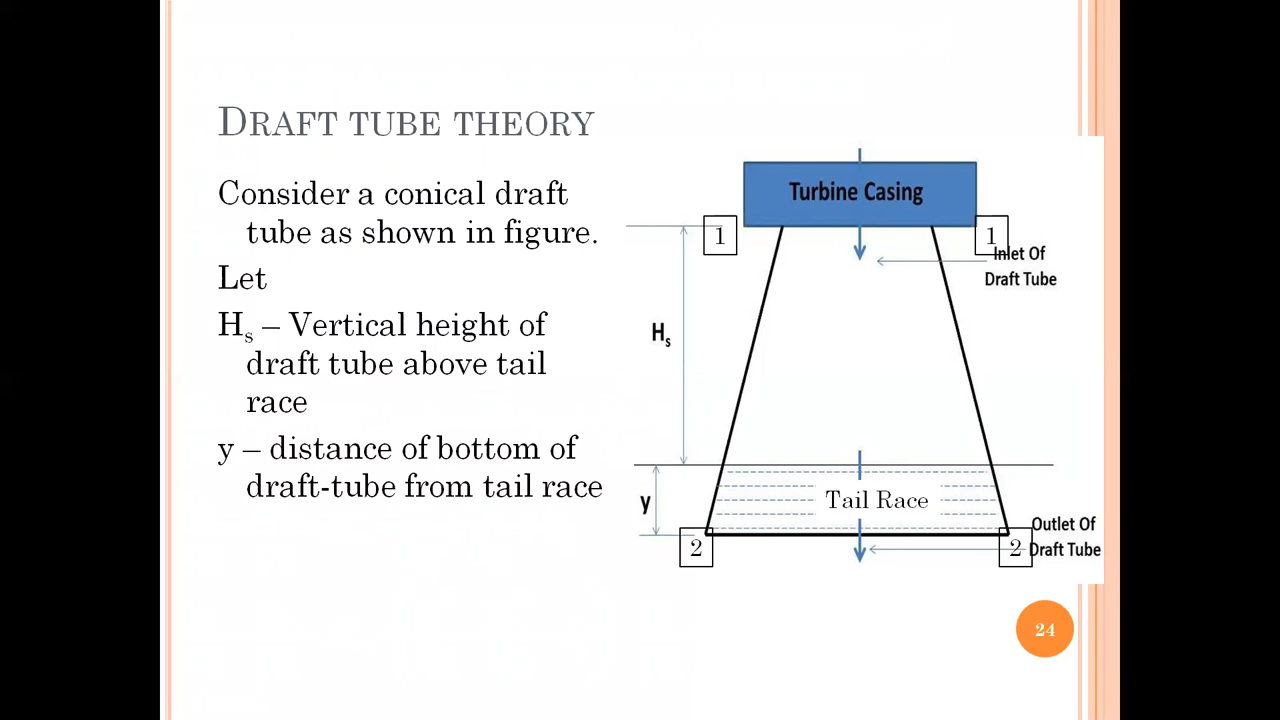 DRAFT TUBE THEORY
Consider a conical draft
tube as shown in figure.
Let
Hs – Vertical height of
draft tube above tail
race
y – distance of bottom of
draft-tube from tail race
Turbine Casing
1
1
Inlet Of
Draft Tube
Hs
y
Tail Race
2
2
Outlet Of
Draft Tube
24